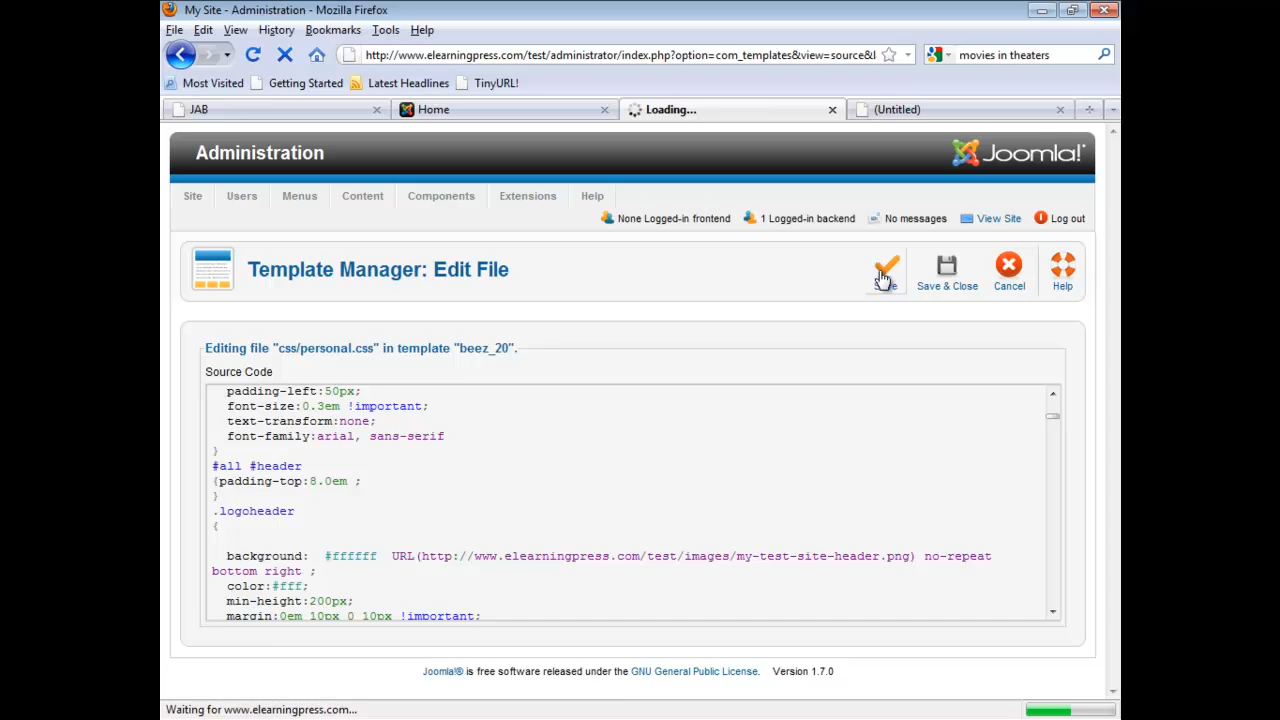 My Site - Administration - Mozilla Firefox
File Edit View History Bookmarks Tools Help
http://www.elearningpress.com/test/administrator/index.php?option=com_templates&view=source&l
movies in theaters
Most Visited Getting Started Latest Headlines TinyURL!
JAB Home Loading... (Untitled)
Administration Joomla!
Site Users Menus Content Components Extensions Help
None Logged-in frontend 1 Logged-in backend No messages View Site Log out
Template Manager: Edit File
Save & Close Cancel Help
Editing file "css/personal.css" in template "beez_20".
Source Code
padding-left:50px;
font-size:0.3em !important;
text-transform:none;
font-family:arial, sans-serif
}
#all #header
{padding-top:8.0em ;
}
.logoheader
{
background: #ffffff URL(http://www.elearningpress.com/test/images/my-test-site-header.png) no-repeat
bottom right ;
color:#fff;
min-height:200px;
margin:0em 10px 0 10px !important;
Joomla!® is free software released under the GNU General Public License. Version 1.7.0
Waiting for www.elearningpress.com...